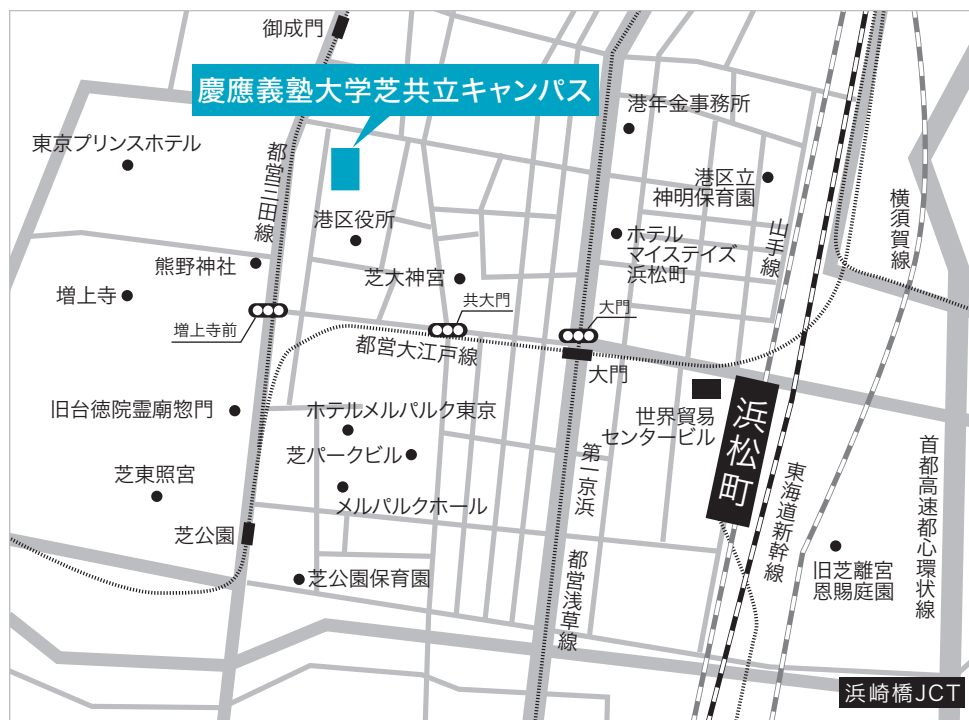 御成門
慶應義塾大学芝共立キャンパス
港年金事務所
東京プリンスホテル
都営三田線
港区立
神明保育園
横須賀線
港区役所
山手線
ホテル
マイステイズ
浜松町
熊野神社
芝大神宮
増上寺
共大門
大門
増上寺前
都営大江戸線
大門
旧台徳院霊廟惣門
ホテルメルパルク東京
世界貿易
センタービル
浜松町
芝パークビル
第一京浜
首都高速都心環状線
芝東照宮
メルパルクホール
東海道新幹線
芝公園
都営浅草線
旧芝離宮
恩賜庭園
芝公園保育園
浜崎橋JCT